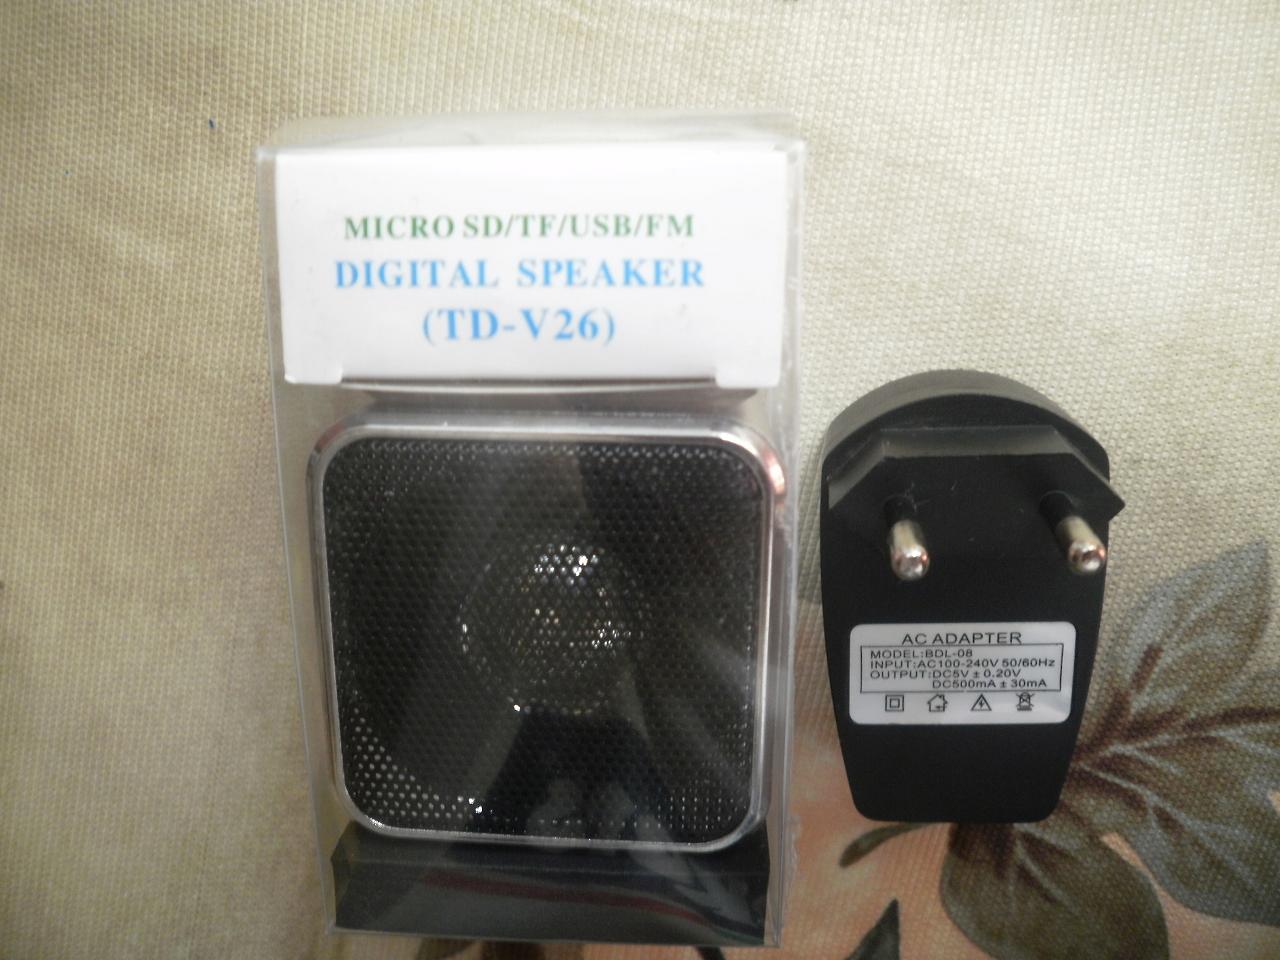 MICRO SD/TF/USB/FM
DIGITAL SPEAKER
(TD-V26)
AC ADAPTER
MODEL:BDL-08
INPUT:AC100-240V 50/60Hz
OUTPUT:DC5V ± 0.20V
DC500mA ± 30mA